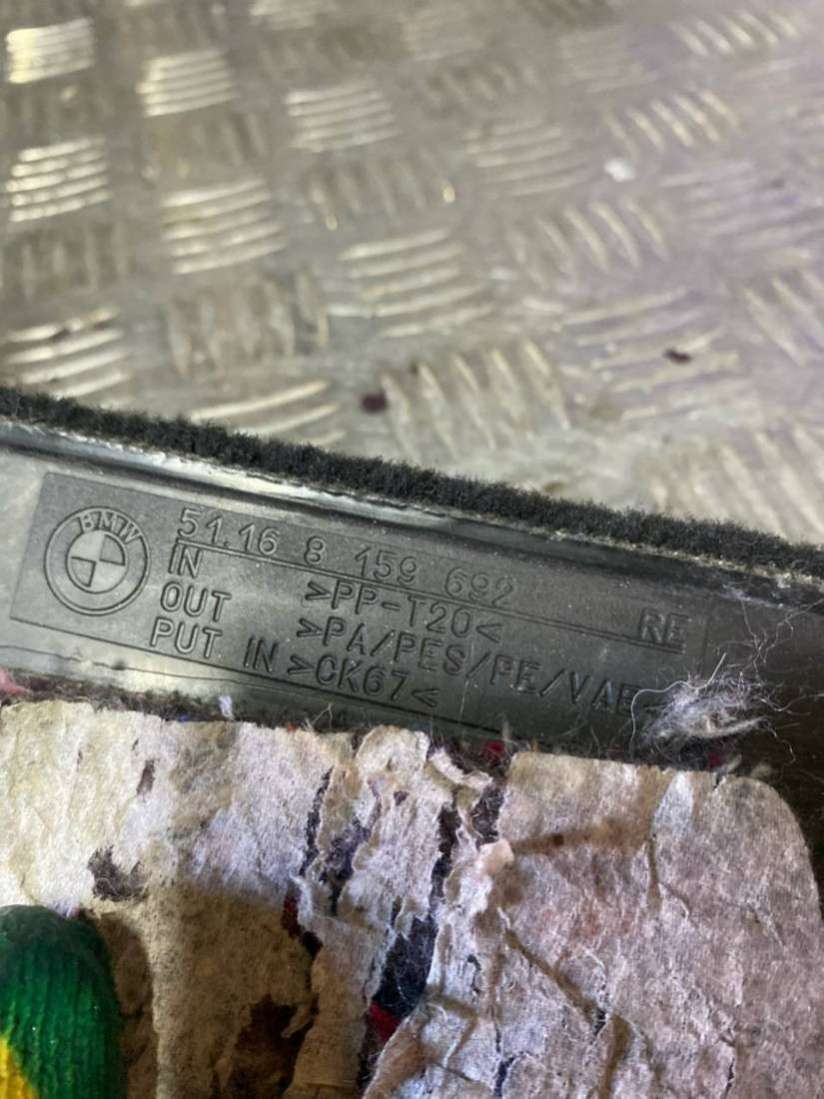 BMW
51.16 8 159 692
IN >PP-T20< RE
OUT >PA/PES/PE/VAE
PUT IN >CK67<